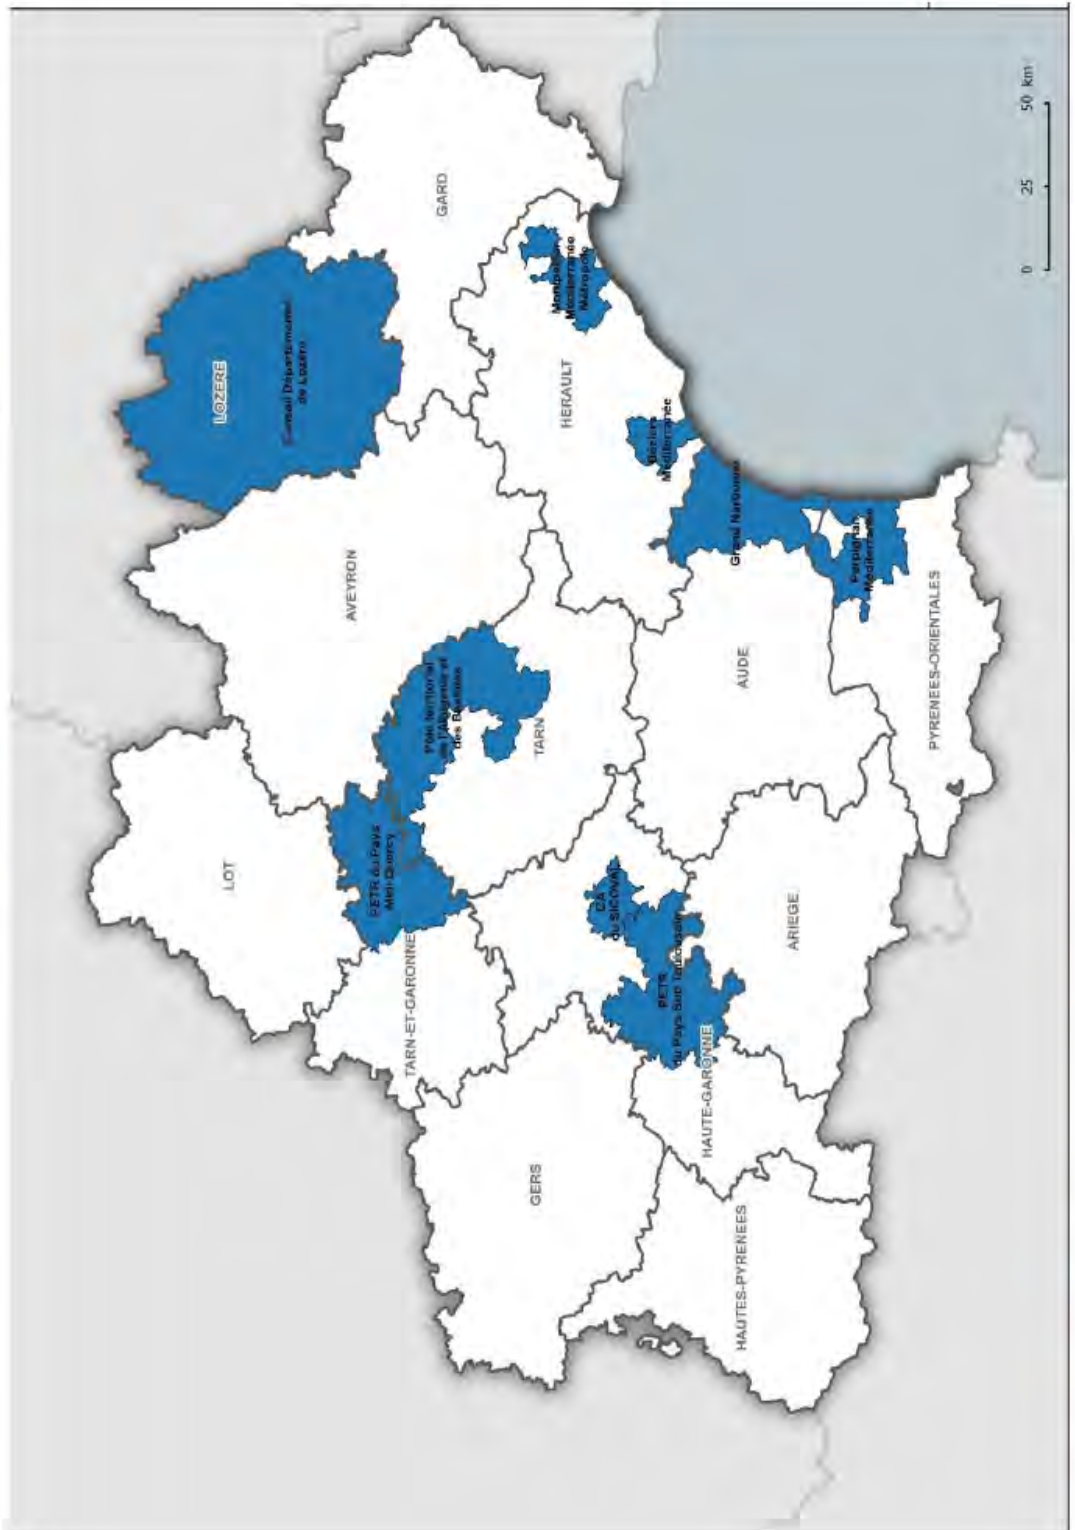 LOT
LOZERE
Conseil Départemental
de Lozère
AVEYRON
GARD
PETR du Pays
Midi-Quercy
TARN-ET-GARONNE
Pôle territorial
de l'Albigeois et
des Bastides
TARN
GERS
HERAULT
Montpellier
Méditerranée
Métropole
CA
du SICOVAL
Béziers
Méditerranée
PETR
du Pays Sud Toulousain
HAUTE-GARONNE
Grand Narbonne
HAUTES-PYRENEES
ARIEGE
AUDE
Perpignan
Méditerranée
PYRENEES-ORIENTALES
0 25 50 km